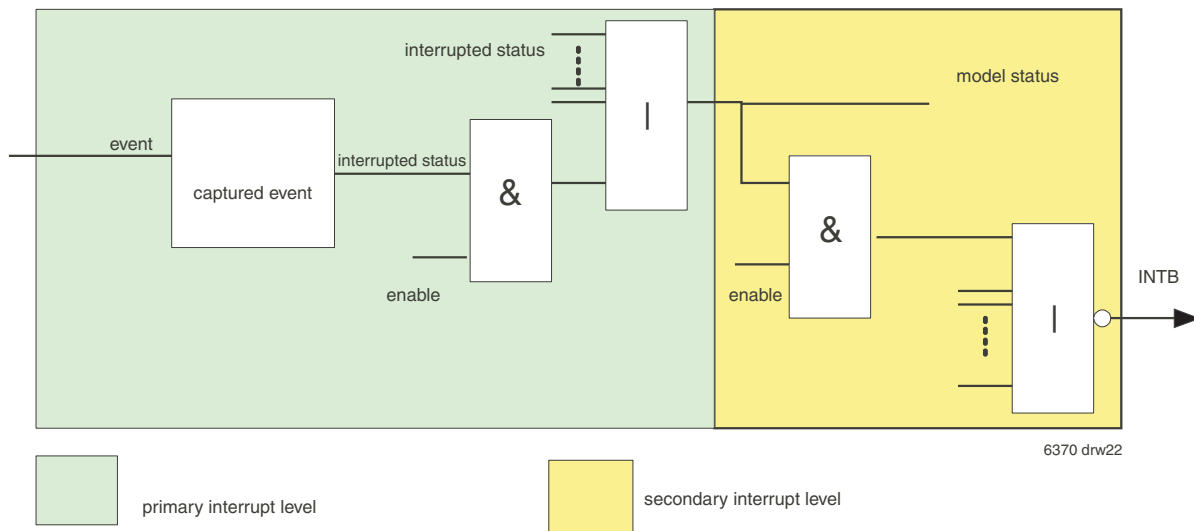 interrupted status
|
model status
event
interrupted status
captured event
&
&
enable
enable
INTB
|
6370 drw22
primary interrupt level
secondary interrupt level